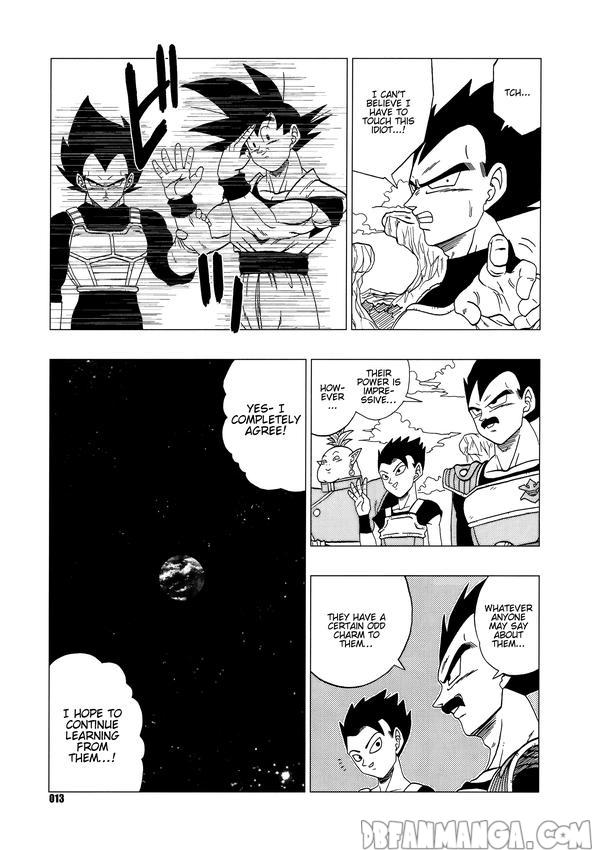 TCH...
I CAN'T
BELIEVE I
HAVE TO
TOUCH THIS
IDIOT...!
THEIR
POWER IS
IMPRE-
SSIVE...
HOW-
EVER
...
WHATEVER
ANYONE
MAY SAY
ABOUT
THEM...
THEY HAVE A
CERTAIN ODD
CHARM TO
THEM...
YES- I
COMPLETELY
AGREE!
I HOPE TO
CONTINUE
LEARNING
FROM
THEM...!
013
DBFANMANGA.COM